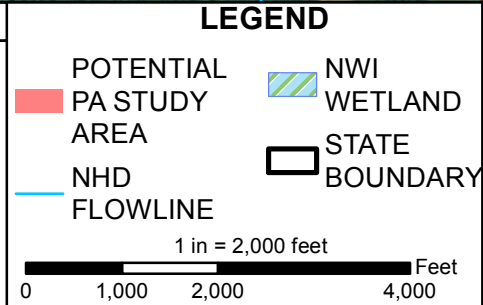 LEGEND
POTENTIAL
PA STUDY
AREA
NHD
FLOWLINE
NWI
WETLAND
STATE
BOUNDARY
1 in = 2,000 feet
Feet
0 1,000 2,000 4,000